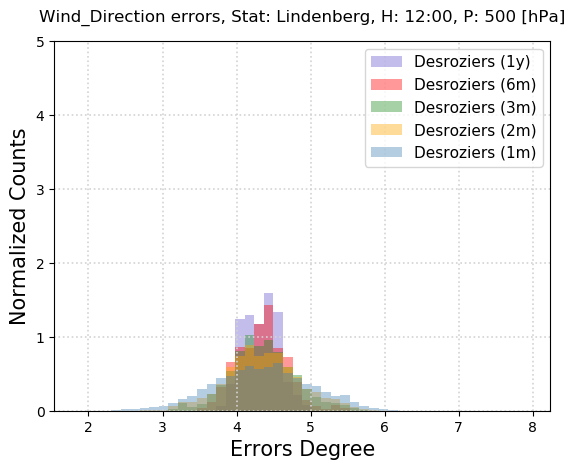 Wind_Direction errors, Stat: Lindenberg, H: 12:00, P: 500 [hPa]
Desroziers (1y)
Desroziers (6m)
Desroziers (3m)
Desroziers (2m)
Desroziers (1m)
Normalized Counts
5
4
3
2
1
0
2 3 4 5 6 7 8
Errors Degree